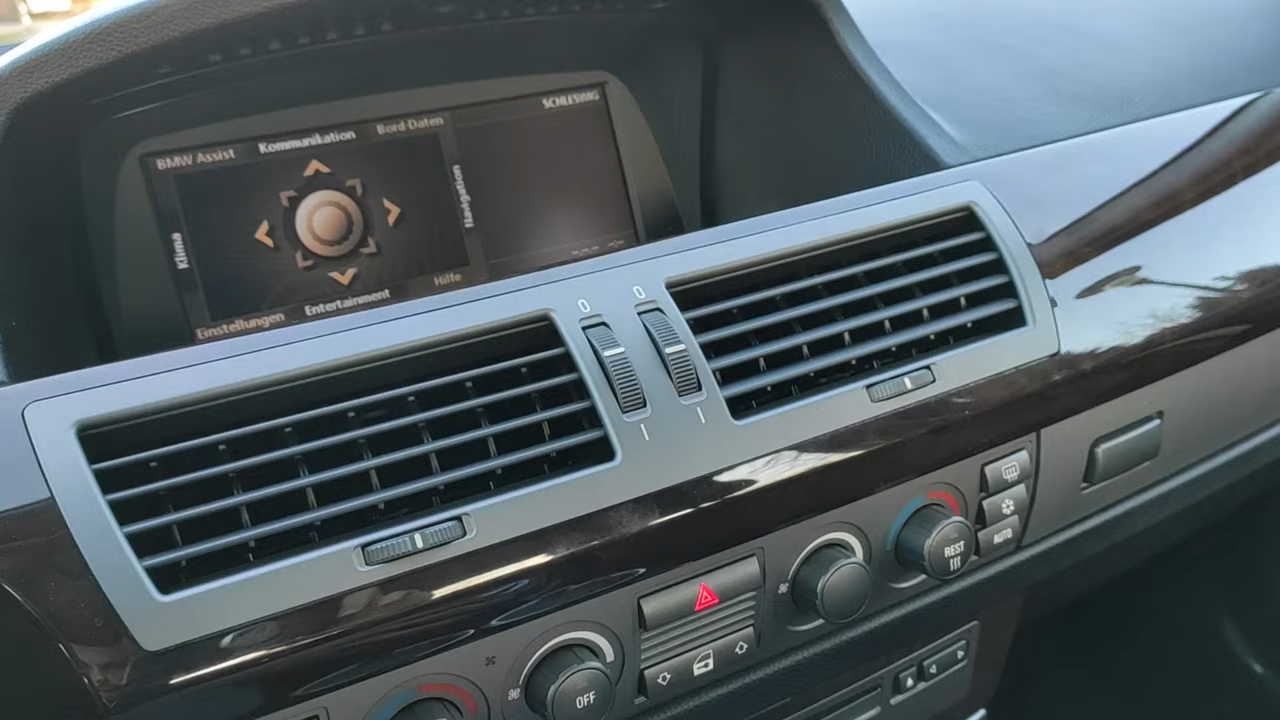 SCHLESWIG
BMW Assist
Kommunikation
Bord-Daten
Klima
Navigation
Einstellungen
Entertainment
Hilfe
0
0
I
I
REST
AUTO
OFF